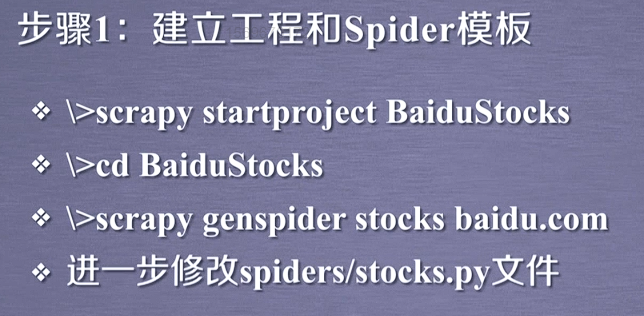 步骤1：建立工程和Spider模板
❖ \>scrapy startproject BaiduStocks
❖ \>cd BaiduStocks
❖ \>scrapy genspider stocks baidu.com
❖ 进一步修改spiders/stocks.py文件